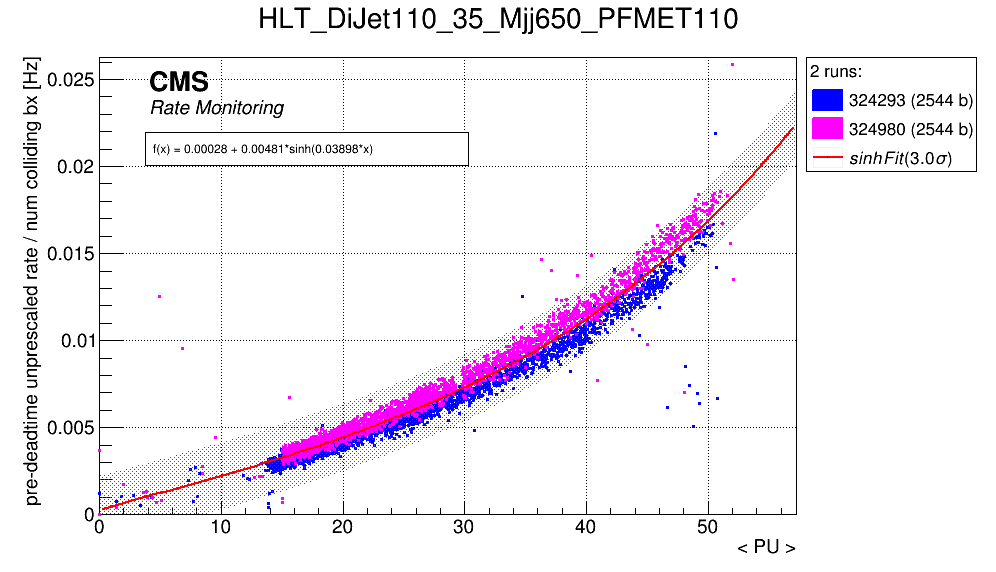 HLT_DiJet110_35_Mjj650_PFMET110
pre-deadtime unprescaled rate / num colliding bx [Hz]
0.025
0.02
0.015
0.01
0.005
0
CMS
Rate Monitoring
f(x) = 0.00028 + 0.00481*sinh(0.03898*x)
2 runs:
324293 (2544 b)
324980 (2544 b)
sinhFit(3.0σ)
0 10 20 30 40 50
< PU >